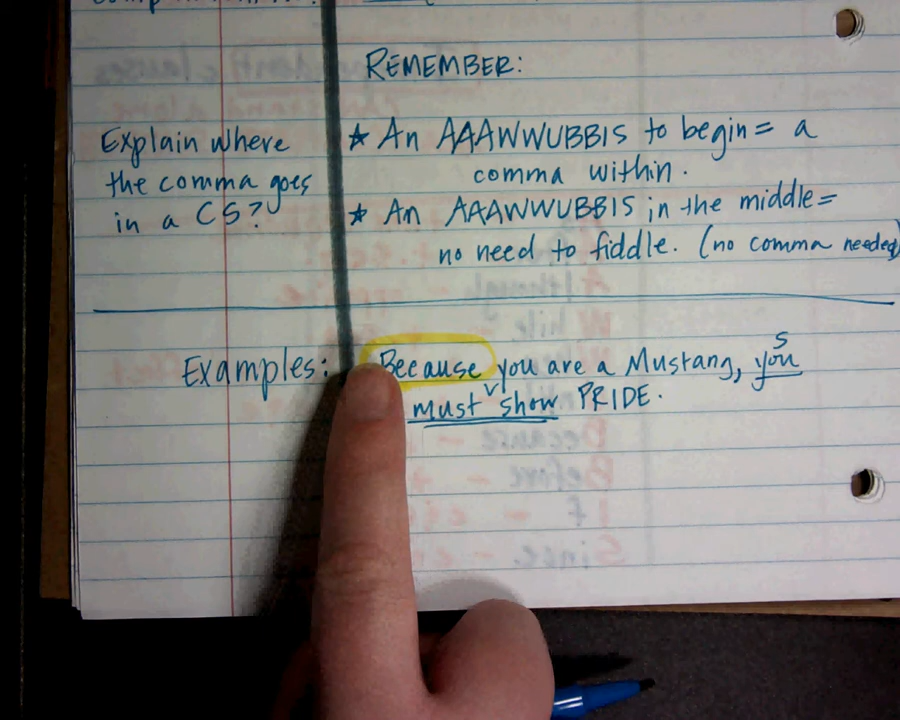 REMEMBER:
Explain where
the comma goes
in a CS?
★ An AAAWWUBBIS to begin = a
comma within.
★ An AAAWWUBBIS in the middle =
no need to fiddle. (no comma needed)
Examples: Because you are a Mustang, you
S
must show PRIDE.
V